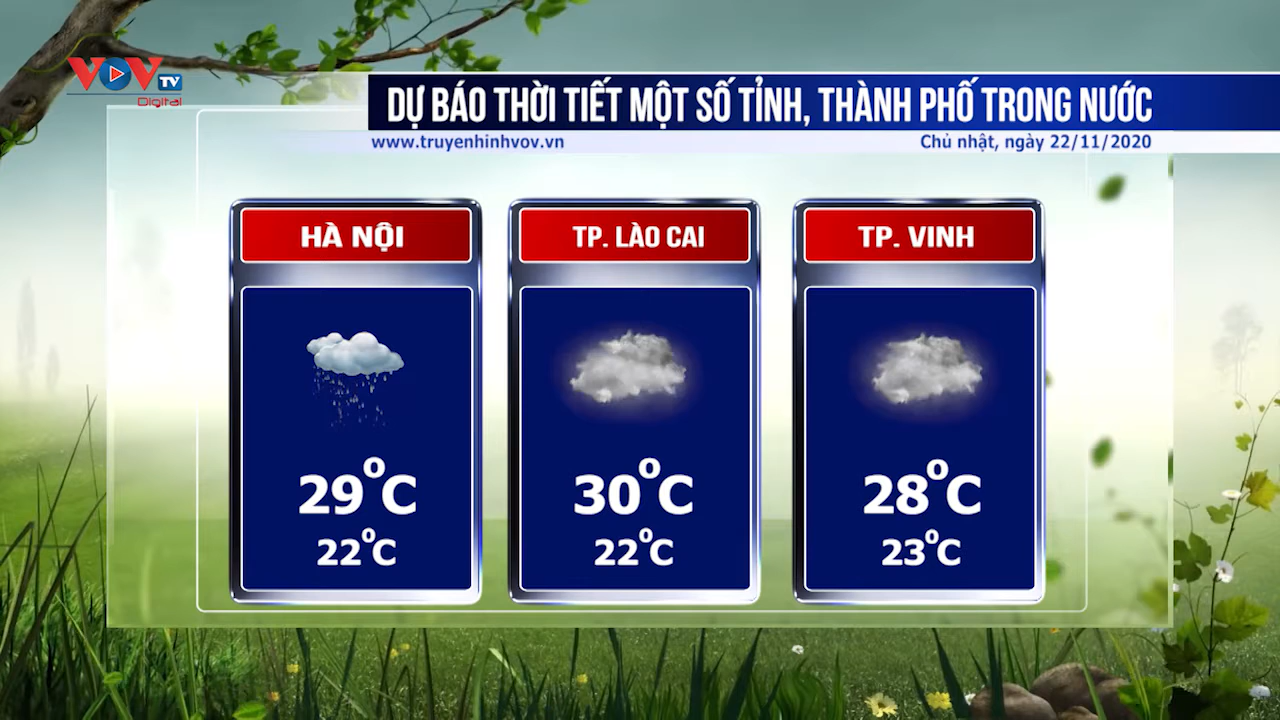 VOV TV
Digital
DỰ BÁO THỜI TIẾT MỘT SỐ TỈNH, THÀNH PHỐ TRONG NƯỚC
www.truyenhinhvov.vn Chủ nhật, ngày 22/11/2020
HÀ NỘI
29°C
22°C
TP. LÀO CAI
30°C
22°C
TP. VINH
28°C
23°C